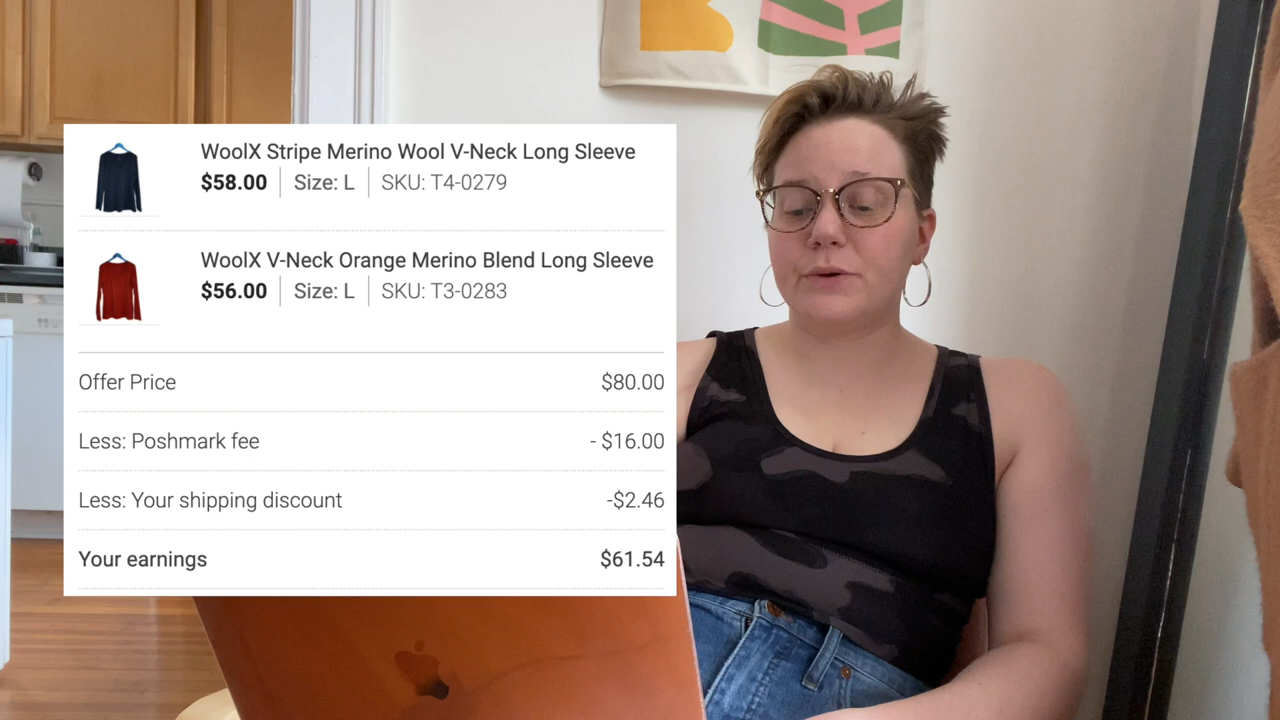 WoolX Stripe Merino Wool V-Neck Long Sleeve
$58.00 Size: L SKU: T4-0279
WoolX V-Neck Orange Merino Blend Long Sleeve
$56.00 Size: L SKU: T3-0283
Offer Price $80.00
Less: Poshmark fee - $16.00
Less: Your shipping discount -$2.46
Your earnings $61.54